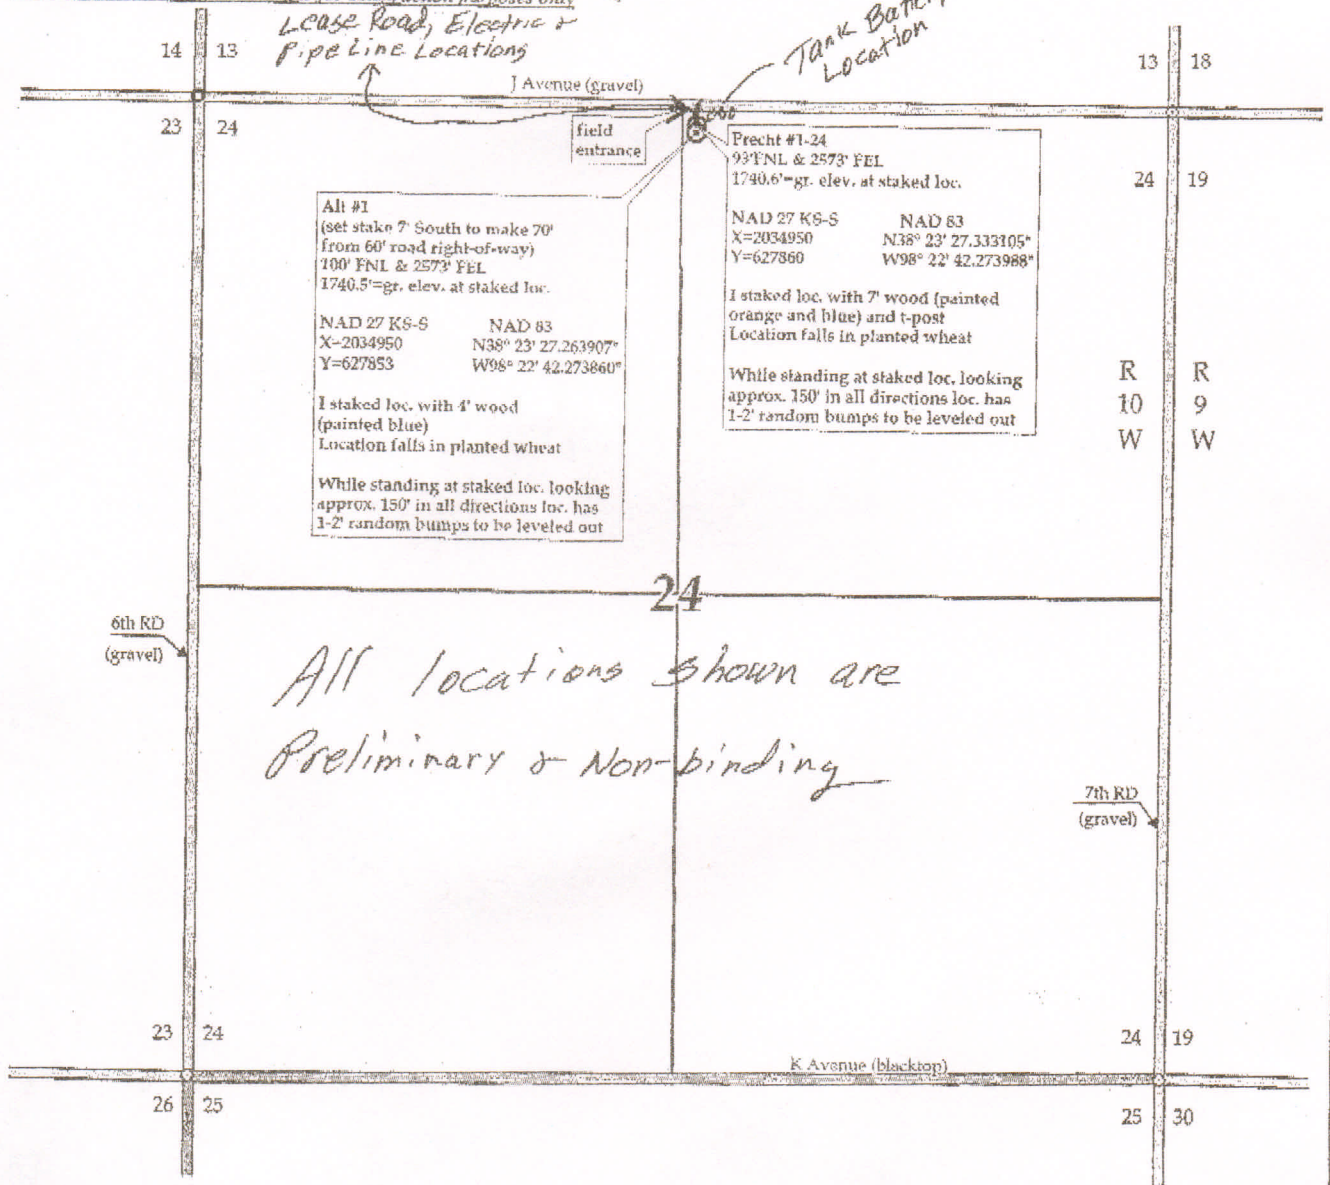 purposes only
Lease Road, Electric &
Pipe Line Locations
Tank Battery
Location
14 13
13 18
J Avenue (gravel)
23 24
24 19
field
entrance
Precht #1-24
93'FNL & 2573' FEL
1740.6'=gr. elev. at staked loc.
NAD 27 KS-S NAD 83
X=2034950 N38° 23' 27.333105"
Y=627860 W98° 22' 42.273988"
I staked loc. with 7' wood (painted
orange and blue) and t-post
Location falls in planted wheat
While standing at staked loc. looking
approx. 150' in all directions loc. has
1-2' random bumps to be leveled out
Alt #1
(set stake 7' South to make 70'
from 60' road right-of-way)
100' FNL & 2573' FEL
1740.5'=gr. elev. at staked loc.
NAD 27 KS-S NAD 83
X=2034950 N38° 23' 27.263907"
Y=627853 W98° 22' 42.273860"
I staked loc. with 4' wood
(painted blue)
Location falls in planted wheat
While standing at staked loc. looking
approx. 150' in all directions loc. has
1-2' random bumps to be leveled out
R R
10 9
W W
24
6th RD
(gravel)
All locations shown are
Preliminary & Non-binding
7th RD
(gravel)
23 24
24 19
K Avenue (blacktop)
26 25
25 30